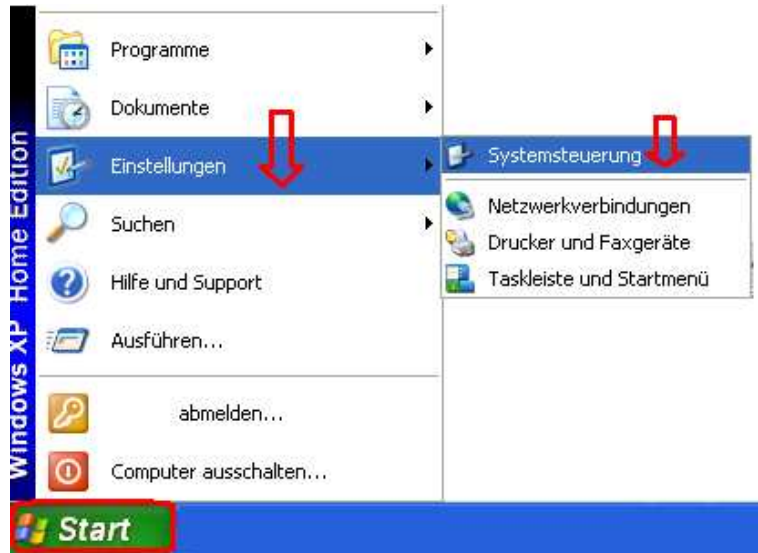 Programme
Dokumente
Einstellungen
Suchen
Hilfe und Support
Ausführen...
abmelden...
Computer ausschalten...
Systemsteuerung
Netzwerkverbindungen
Drucker und Faxgeräte
Taskleiste und Startmenü
Windows XP Home Edition
Start